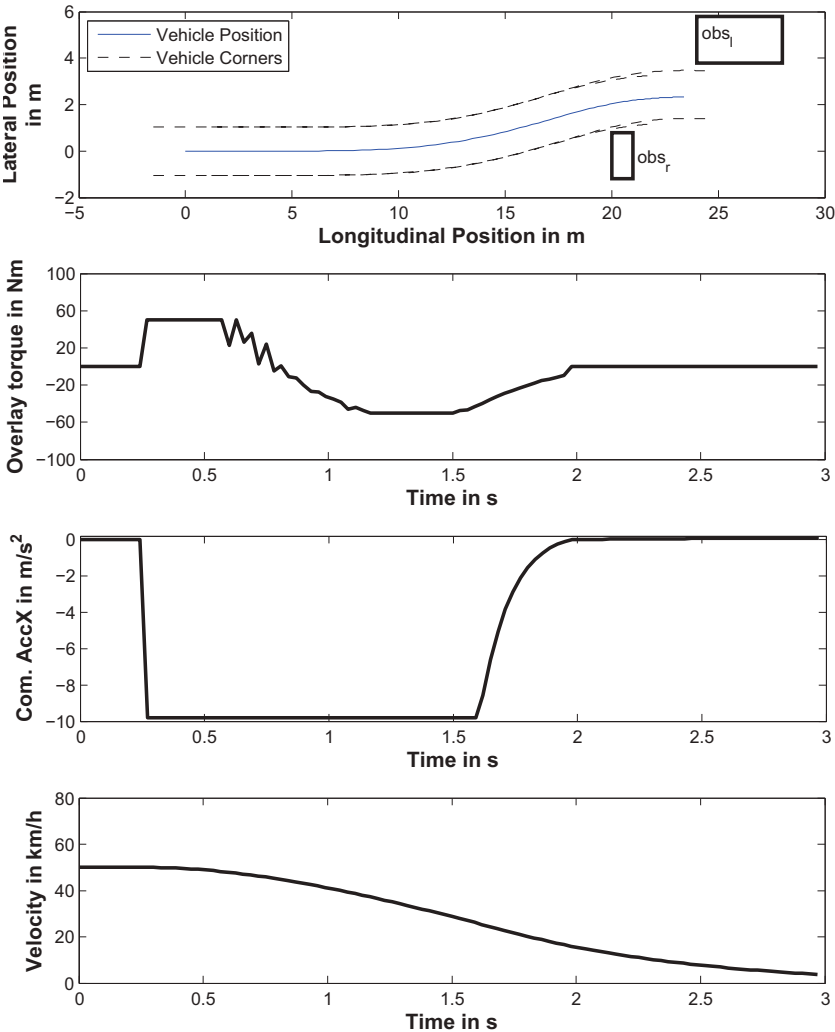 6
4
2
0
−2
Lateral Position
in m
Vehicle Position
Vehicle Corners
obsl
obsr
−5 0 5 10 15 20 25 30
Longitudinal Position in m
100
60
20
−20
−60
−100
Overlay torque in Nm
0 0.5 1 1.5 2 2.5 3
Time in s
0
−2
−4
−6
−8
−10
Com. AccX in m/s²
0 0.5 1 1.5 2 2.5 3
Time in s
80
60
40
20
0
Velocity in km/h
0 0.5 1 1.5 2 2.5 3
Time in s